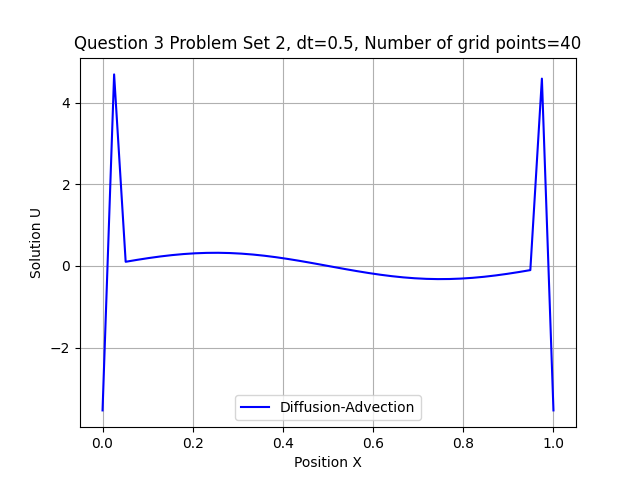 Question 3 Problem Set 2, dt=0.5, Number of grid points=40
Solution U
4
2
0
−2
Diffusion-Advection
0.0 0.2 0.4 0.6 0.8 1.0
Position X